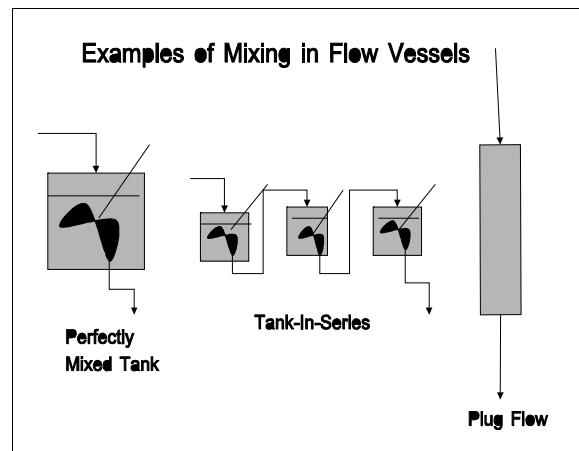 Examples of Mixing in Flow Vessels
Tank-In-Series
Perfectly
Mixed Tank
Plug Flow